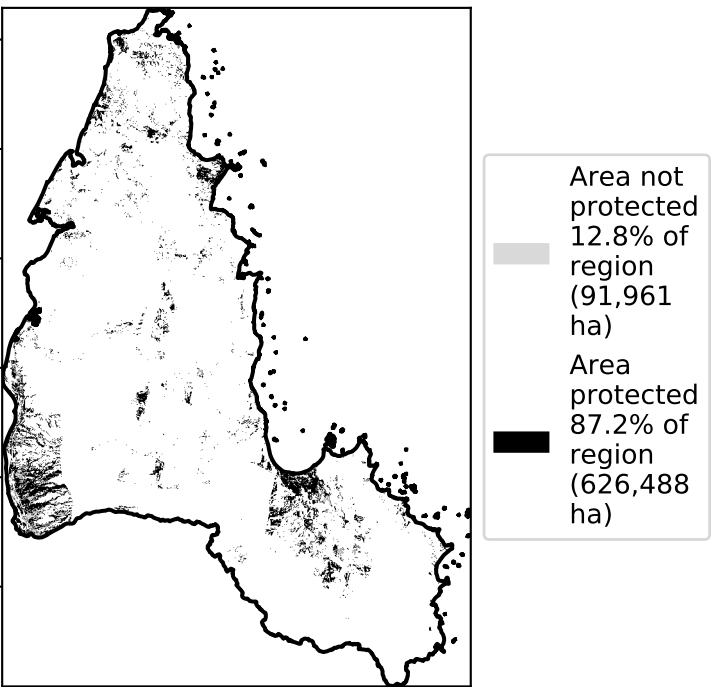 Area not
protected
12.8% of
region
(91,961
ha)
Area
protected
87.2% of
region
(626,488
ha)